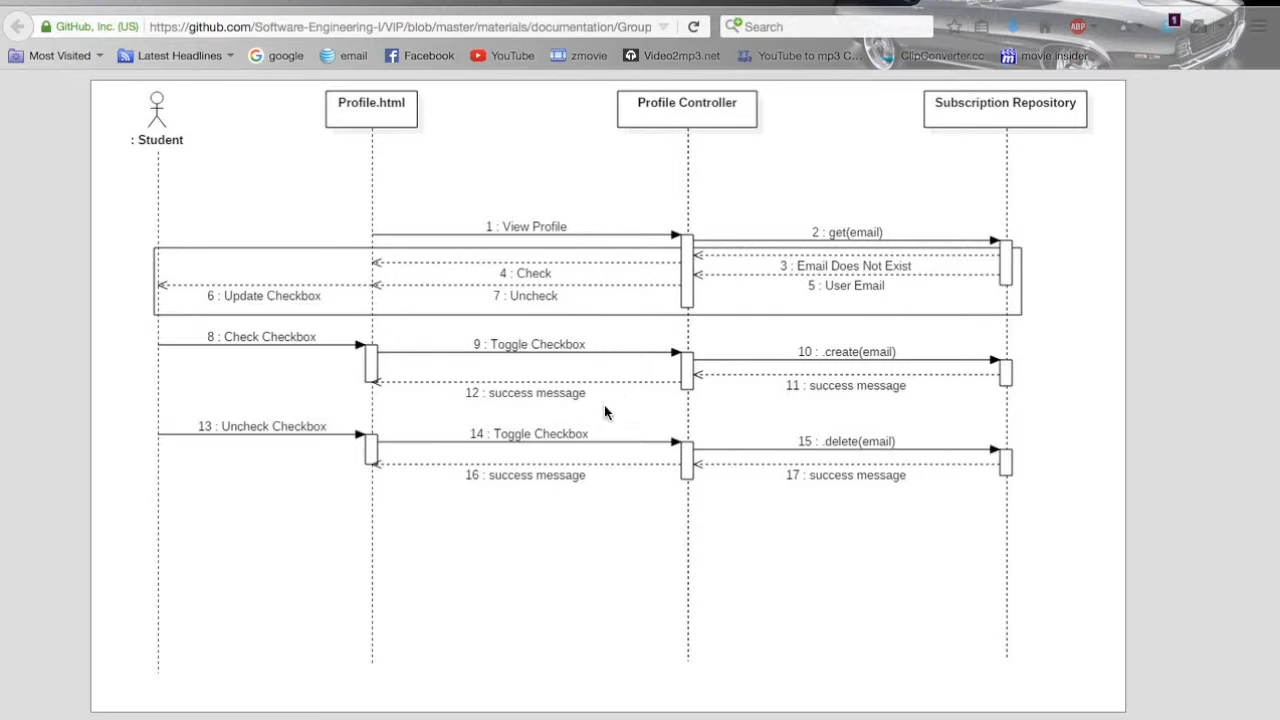 GitHub, Inc. (US)
https://github.com/Software-Engineering-I/VIP/blob/master/materials/documentation/Group
Search
ABP
1
Most Visited
Latest Headlines
google
email
Facebook
YouTube
zmovie
Video2mp3.net
YouTube to mp3 C...
ClipConverter.cc
movie insider
: Student
Profile.html
Profile Controller
Subscription Repository
1 : View Profile
2 : get(email)
3 : Email Does Not Exist
4 : Check
5 : User Email
6 : Update Checkbox
7 : Uncheck
8 : Check Checkbox
9 : Toggle Checkbox
10 : .create(email)
11 : success message
12 : success message
13 : Uncheck Checkbox
14 : Toggle Checkbox
15 : .delete(email)
16 : success message
17 : success message